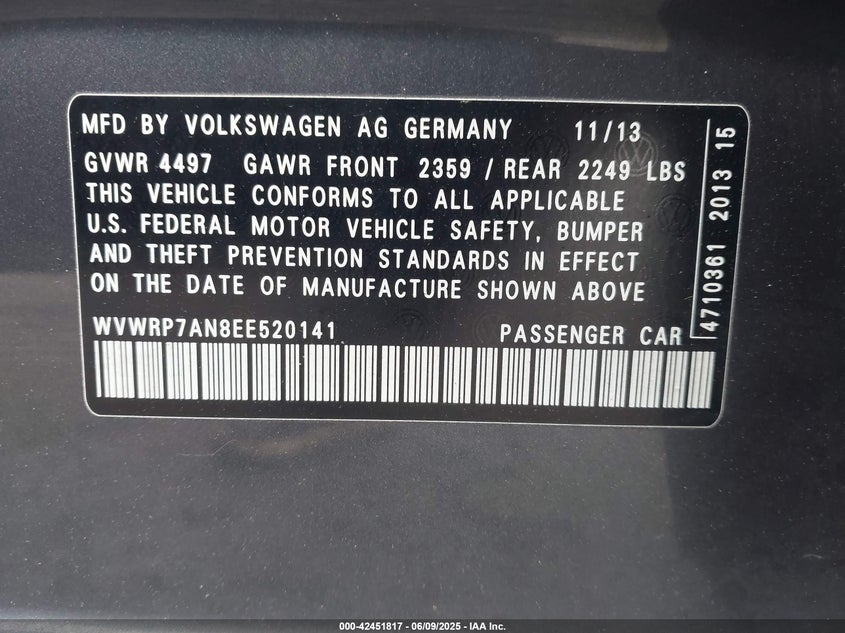 MFD BY VOLKSWAGEN AG GERMANY 11/13
GVWR 4497 GAWR FRONT 2359 / REAR 2249 LBS
THIS VEHICLE CONFORMS TO ALL APPLICABLE
U.S. FEDERAL MOTOR VEHICLE SAFETY, BUMPER
AND THEFT PREVENTION STANDARDS IN EFFECT
ON THE DATE OF MANUFACTURE SHOWN ABOVE
WVWRP7AN8EE520141 PASSENGER CAR
4710361 2013 15
000-42451817 - 06/09/2025 - IAA Inc.